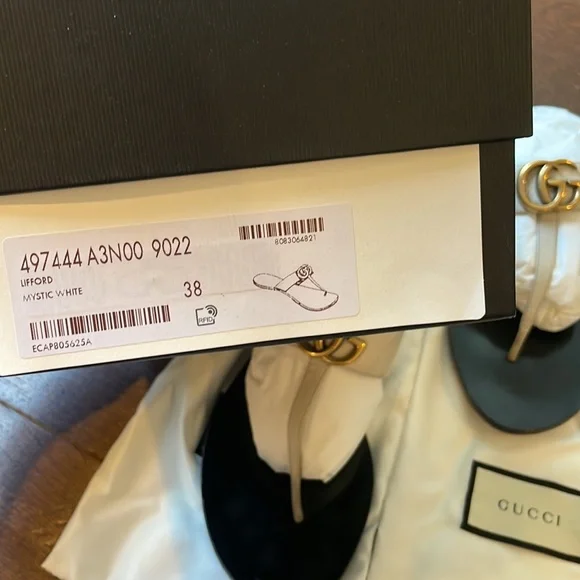 497444 A3N00 9022
8083064821
LIFFORD
MYSTIC WHITE
38
RFID
ECAP805625A
GUCCI